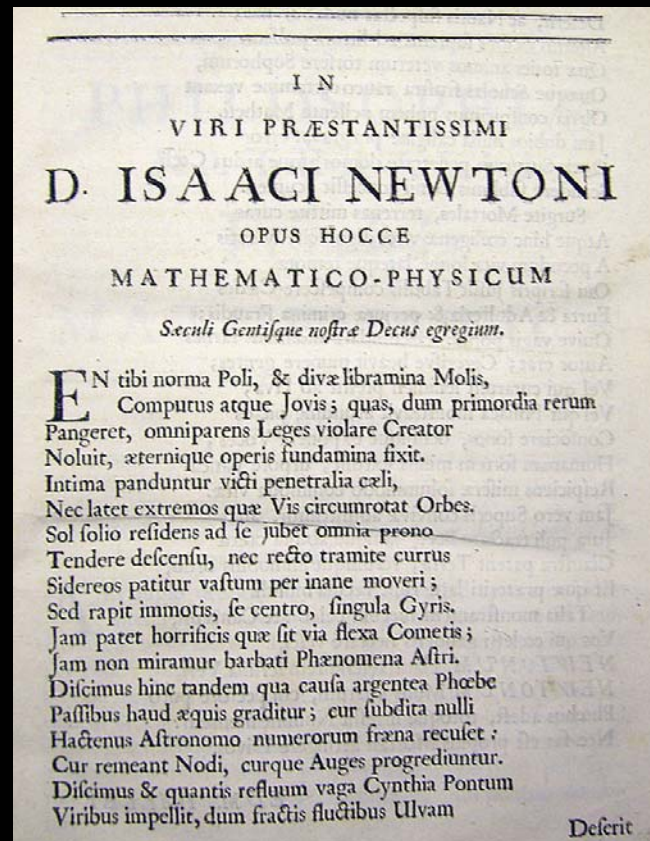 IN
VIRI PRÆSTANTISSIMI
D. ISAACI NEWTONI
OPUS HOCCE
MATHEMATICO-PHYSICUM
Sæculi Gentiſque noſtræ Decus egregium.
EN tibi norma Poli, & divæ libramina Molis,
Computus atque Jovis; quas, dum primordia rerum
Pangeret, omniparens Leges violare Creator
Noluit, æternique operis fundamina fixit.
Intima panduntur victi penetralia cæli,
Nec latet extremos quæ Vis circumrotat Orbes.
Sol ſolio reſidens ad ſe jubet omnia prono
Tendere deſcenſu, nec recto tramite currus
Sidereos patitur vaſtum per inane moveri;
Sed rapit immotis, ſe centro, ſingula Gyris.
Jam patet horrificis quæ ſit via flexa Cometis;
Jam non miramur barbati Phænomena Aſtri.
Diſcimus hinc tandem qua cauſa argentea Phœbe
Paſſibus haud æquis graditur; cur ſubdita nulli
Hactenus Aſtronomo numerorum fræna recuſet:
Cur remeant Nodi, curque Auges progrediuntur.
Diſcimus & quantis refluum vaga Cynthia Pontum
Viribus impellit, dum fractis fluctibus Ulvam
Deſerit